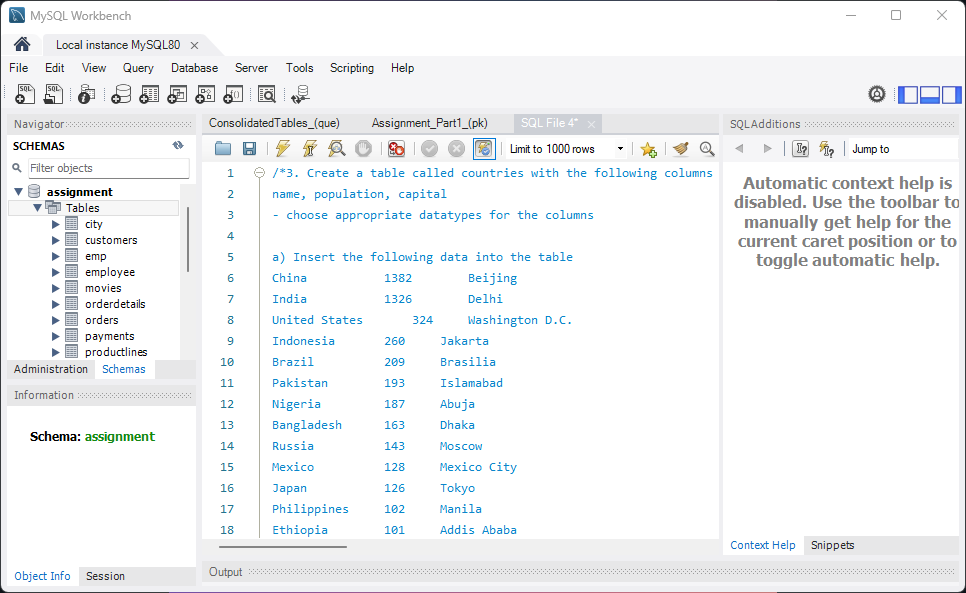 MySQL Workbench
Local instance MySQL80
File Edit View Query Database Server Tools Scripting Help
Navigator
SCHEMAS
Filter objects
assignment
Tables
city
customers
emp
employee
movies
orderdetails
orders
payments
productlines
Administration Schemas
Information
Schema: assignment
Object Info Session
ConsolidatedTables_(que) Assignment_Part1_(pk) SQL File 4*
Limit to 1000 rows
1 /*3. Create a table called countries with the following columns
2 name, population, capital
3 - choose appropriate datatypes for the columns
4
5 a) Insert the following data into the table
6 China 1382 Beijing
7 India 1326 Delhi
8 United States 324 Washington D.C.
9 Indonesia 260 Jakarta
10 Brazil 209 Brasilia
11 Pakistan 193 Islamabad
12 Nigeria 187 Abuja
13 Bangladesh 163 Dhaka
14 Russia 143 Moscow
15 Mexico 128 Mexico City
16 Japan 126 Tokyo
17 Philippines 102 Manila
18 Ethiopia 101 Addis Ababa
Output
SQLAdditions
Jump to
Automatic context help is
disabled. Use the toolbar to
manually get help for the
current caret position or to
toggle automatic help.
Context Help Snippets